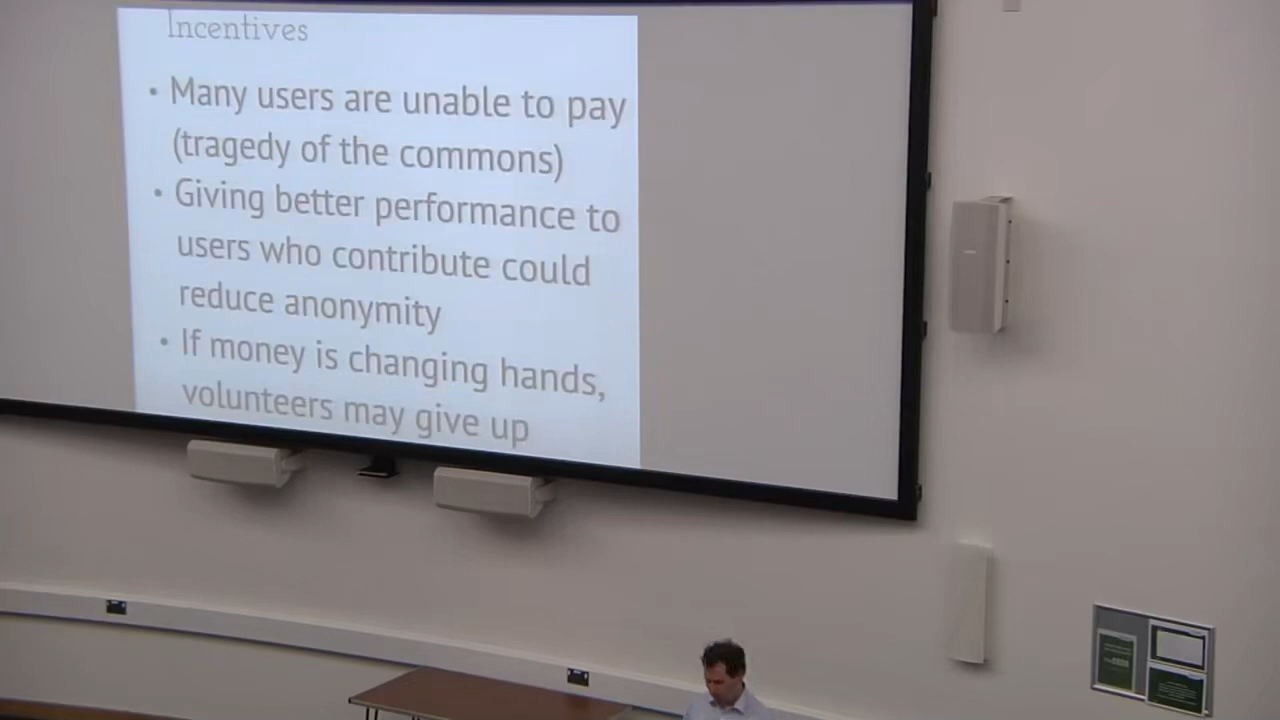 Incentives
• Many users are unable to pay
(tragedy of the commons)
• Giving better performance to
users who contribute could
reduce anonymity
• If money is changing hands,
volunteers may give up